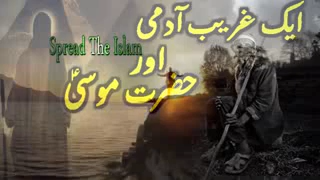 ایک غریب آدمی
Spread The Islam
اور
حضرت موسیٰؑ